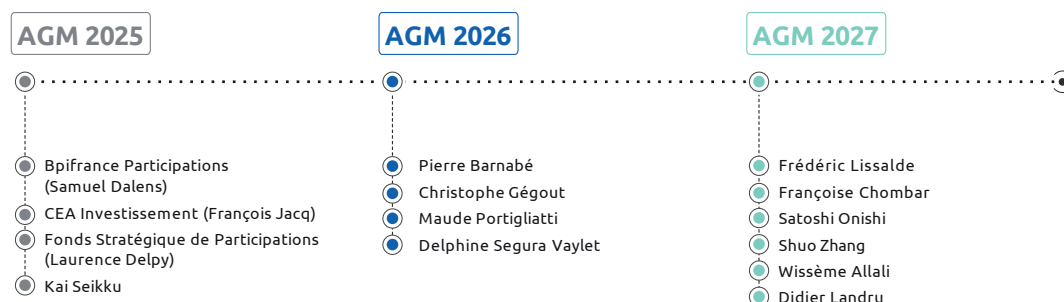 AGM 2025
Bpifrance Participations
(Samuel Dalens)
CEA Investissement (François Jacq)
Fonds Stratégique de Participations
(Laurence Delpy)
Kai Seikku
AGM 2026
Pierre Barnabé
Christophe Gégout
Maude Portigliatti
Delphine Segura Vaylet
AGM 2027
Frédéric Lissalde
Françoise Chombar
Satoshi Onishi
Shuo Zhang
Wissème Allali
Didier Landru